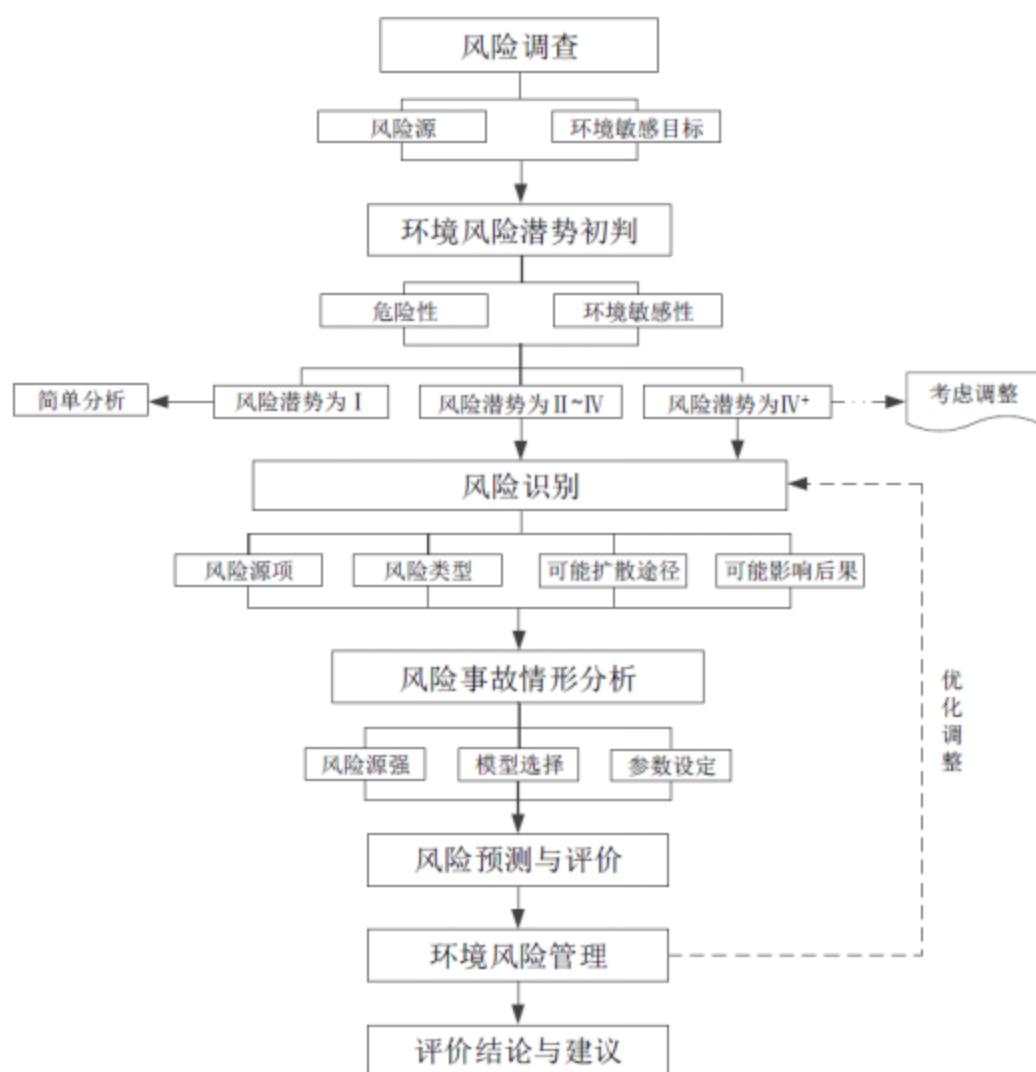 风险调查
风险源
环境敏感目标
环境风险潜势初判
危险性
环境敏感性
简单分析
风险潜势为Ⅰ
风险潜势为Ⅱ~Ⅳ
风险潜势为Ⅳ⁺
考虑调整
风险识别
风险源项
风险类型
可能扩散途径
可能影响后果
风险事故情形分析
优化调整
风险源强
模型选择
参数设定
风险预测与评价
环境风险管理
评价结论与建议